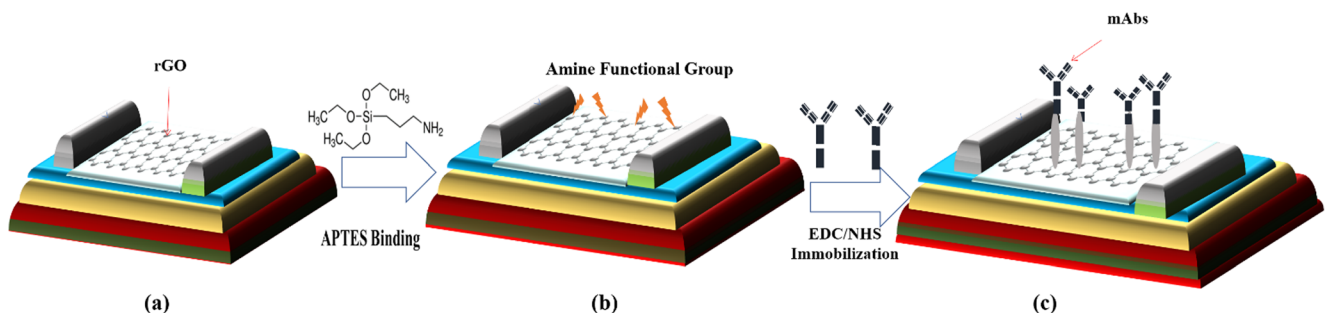 rGO
O
CH₃
H₃C
O
Si
NH₂
H₃C
O
APTES Binding
Amine Functional Group
EDC/NHS
Immobilization
mAbs
(a)
(b)
(c)